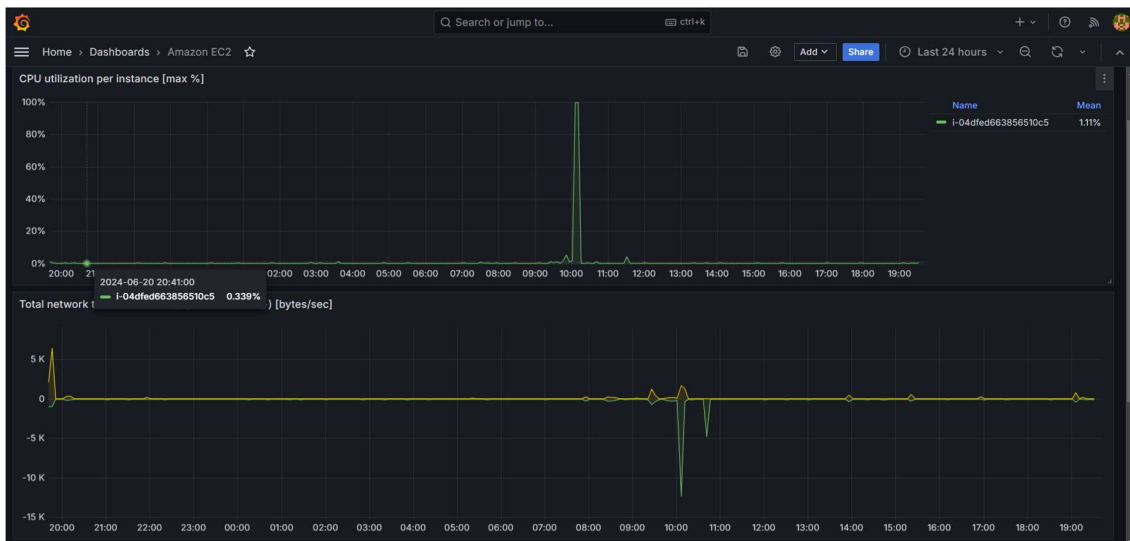 Search or jump to... ctrl+k
Home › Dashboards › Amazon EC2 Add Share Last 24 hours
CPU utilization per instance [max %]
Name Mean
i-04dfed663856510c5 1.11%
100%
80%
60%
40%
20%
0%
20:00 21 02:00 03:00 04:00 05:00 06:00 07:00 08:00 09:00 10:00 11:00 12:00 13:00 14:00 15:00 16:00 17:00 18:00 19:00
2024-06-20 20:41:00
i-04dfed663856510c5 0.339%
Total network ) [bytes/sec]
5 K
0
-5 K
-10 K
-15 K
20:00 21:00 22:00 23:00 00:00 01:00 02:00 03:00 04:00 05:00 06:00 07:00 08:00 09:00 10:00 11:00 12:00 13:00 14:00 15:00 16:00 17:00 18:00 19:00